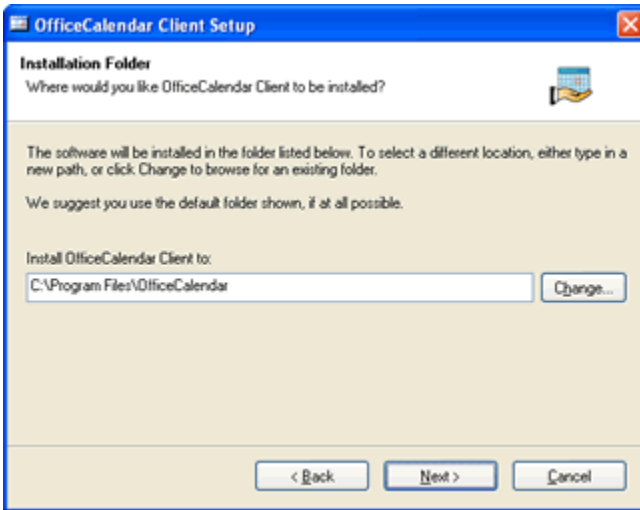 OfficeCalendar Client Setup
Installation Folder
Where would you like OfficeCalendar Client to be installed?
The software will be installed in the folder listed below. To select a different location, either type in a
new path, or click Change to browse for an existing folder.
We suggest you use the default folder shown, if at all possible.
Install OfficeCalendar Client to:
C:\Program Files\OfficeCalendar
Change...
< Back
Next >
Cancel